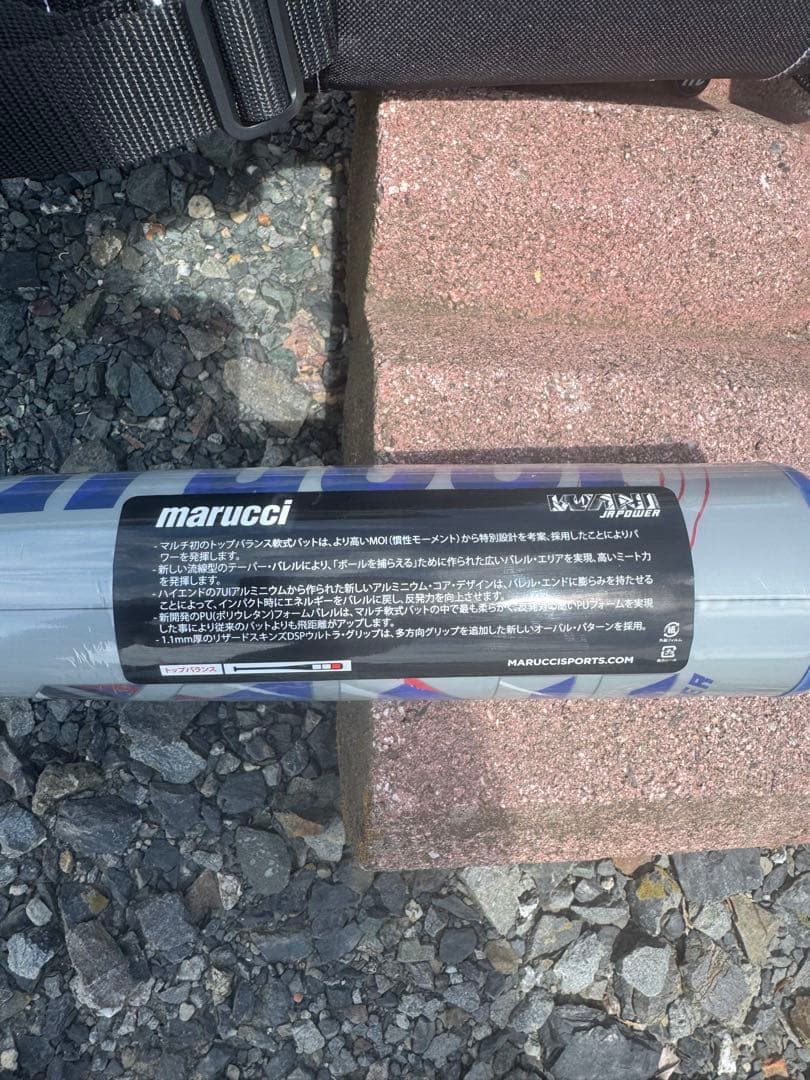 marucci
JAPOWER
- マルチ初のトップバランス軟式バットは、より高いMOI(慣性モーメント)から特別設計を考案、採用したことによりパ
ワーを発揮します。
- 新しい流線型のテーパー・バレルにより、「ボールを捕らえる」ために作られた広いバレル・エリアを実現、高いミート力
を発揮します。
- ハイエンドの7U1アルミニウムから作られた新しいアルミニウム・コア・デザインは、バレル・エンドに膨らみを持たせる
ことによって、インパクト時にエネルギーをバレルに戻し、反発力を向上させます。
- 新開発のPU(ポリウレタン)フォームバレルは、マルチ軟式バットの中で最も柔らかく、反発力の高いPUフォームを実現
した事により従来のバットよりも飛距離がアップします。
- 1.1mm厚のリザードスキンズDSPウルトラ・グリップは、多方向グリップを追加した新しいオーバル・パターンを採用。
トップバランス
MARUCCISPORTS.COM